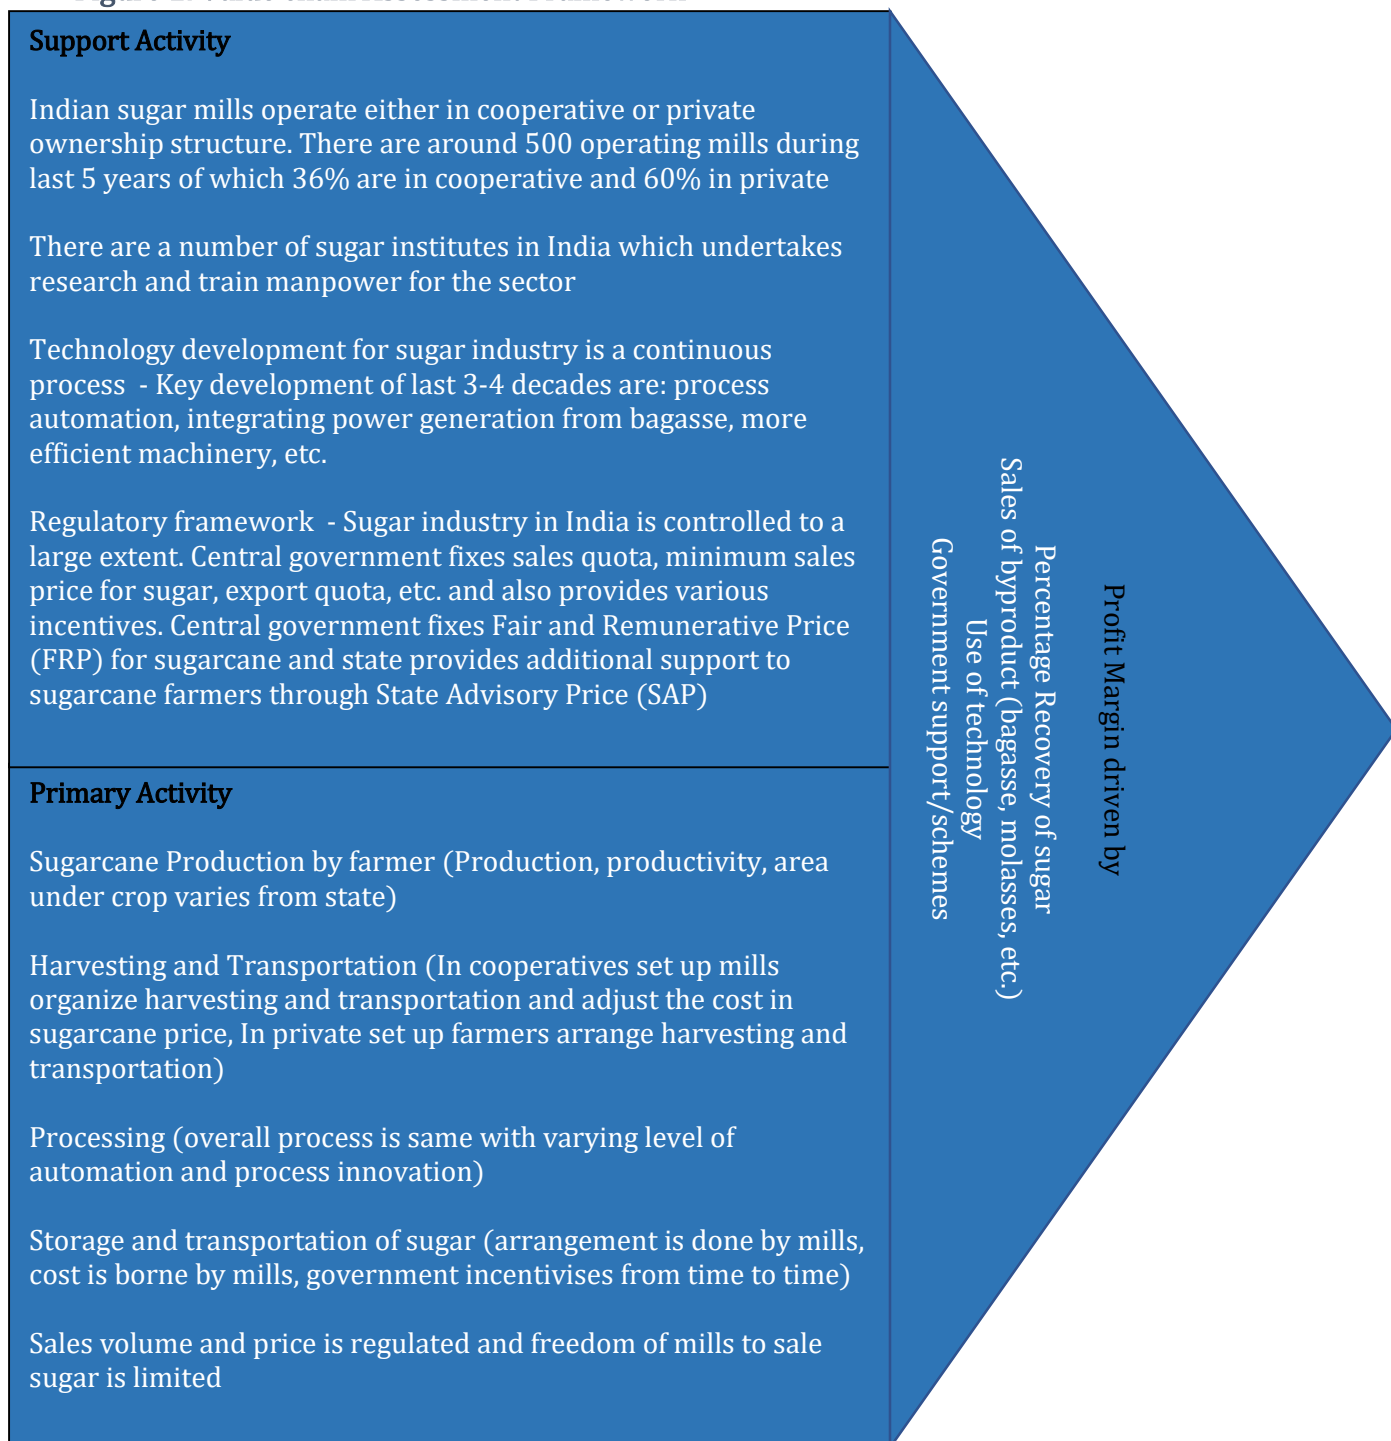 Support Activity
Indian sugar mills operate either in cooperative or private
ownership structure. There are around 500 operating mills during
last 5 years of which 36% are in cooperative and 60% in private
There are a number of sugar institutes in India which undertakes
research and train manpower for the sector
Technology development for sugar industry is a continuous
process - Key development of last 3-4 decades are: process
automation, integrating power generation from bagasse, more
efficient machinery, etc.
Regulatory framework - Sugar industry in India is controlled to a
large extent. Central government fixes sales quota, minimum sales
price for sugar, export quota, etc. and also provides various
incentives. Central government fixes Fair and Remunerative Price
(FRP) for sugarcane and state provides additional support to
sugarcane farmers through State Advisory Price (SAP)
Primary Activity
Sugarcane Production by farmer (Production, productivity, area
under crop varies from state)
Harvesting and Transportation (In cooperatives set up mills
organize harvesting and transportation and adjust the cost in
sugarcane price, In private set up farmers arrange harvesting and
transportation)
Processing (overall process is same with varying level of
automation and process innovation)
Storage and transportation of sugar (arrangement is done by mills,
cost is borne by mills, government incentivises from time to time)
Sales volume and price is regulated and freedom of mills to sale
sugar is limited
Profit Margin driven by
Percentage Recovery of sugar
Sales of byproduct (bagasse, molasses, etc.)
Use of technology
Government support/schemes